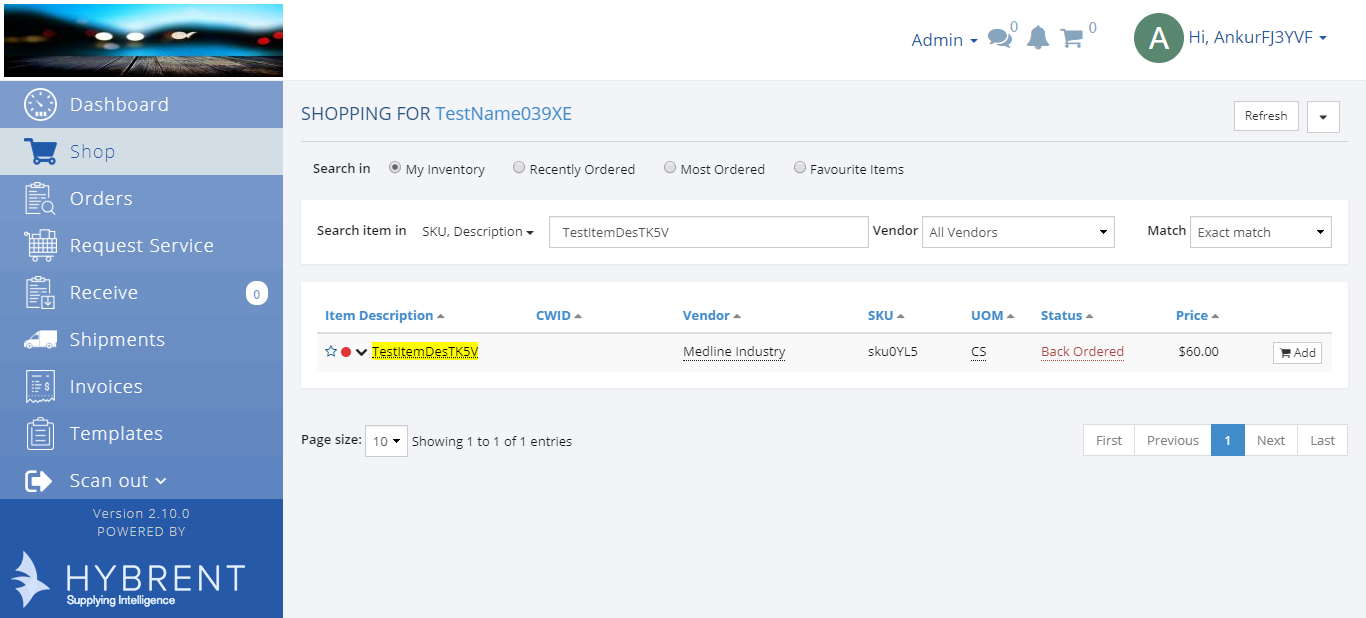 Admin 0 0 A Hi, AnkurFJ3YVF
Dashboard
Shop
Orders
Request Service
Receive 0
Shipments
Invoices
Templates
Scan out
Version 2.10.0
POWERED BY
HYBRENT
Supplying Intelligence
SHOPPING FOR TestName039XE Refresh
Search in My Inventory Recently Ordered Most Ordered Favourite Items
Search item in SKU, Description TestItemDesTK5V Vendor All Vendors Match Exact match
Item Description CWID Vendor SKU UOM Status Price
TestItemDesTK5V Medline Industry sku0YL5 CS Back Ordered $60.00 Add
Page size: 10 Showing 1 to 1 of 1 entries First Previous 1 Next Last